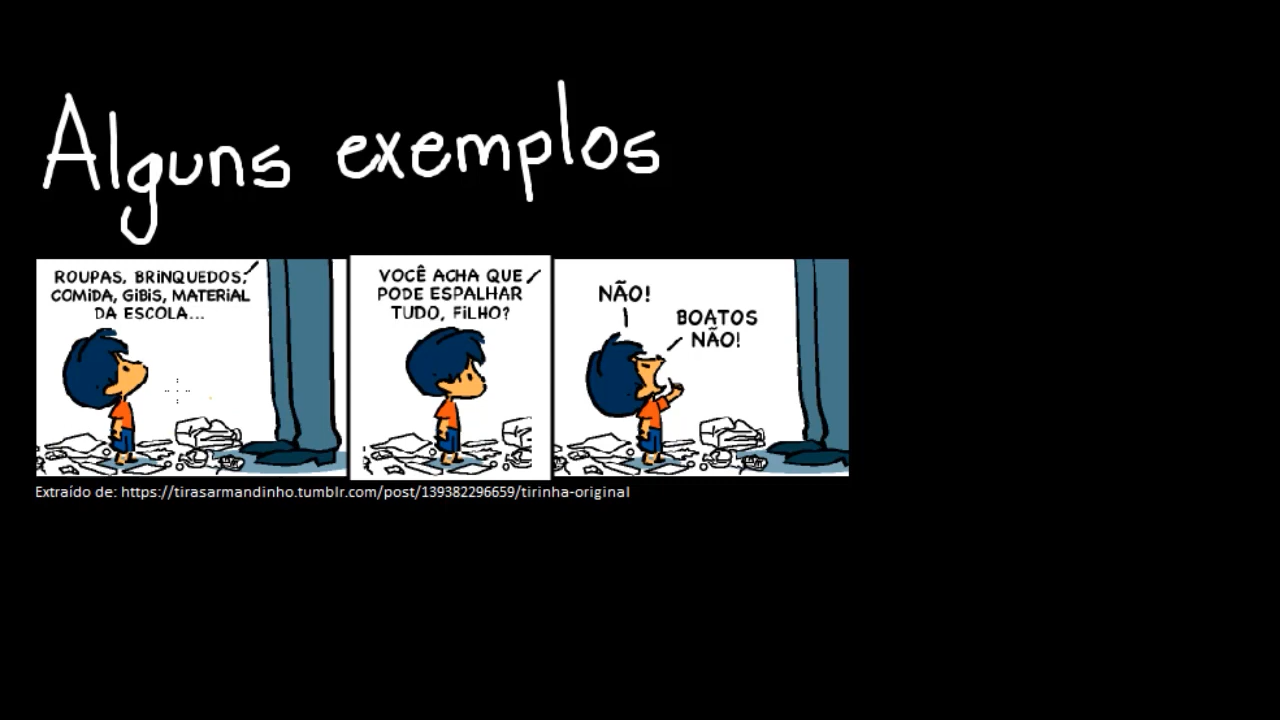 Alguns exemplos
ROUPAS, BRINQUEDOS,
COMIDA, GIBIS, MATERIAL
DA ESCOLA...
VOCÊ ACHA QUE
PODE ESPALHAR
TUDO, FILHO?
NÃO!
BOATOS
NÃO!
Extraído de: https://tirasarmandinho.tumblr.com/post/139382296659/tirinha-original